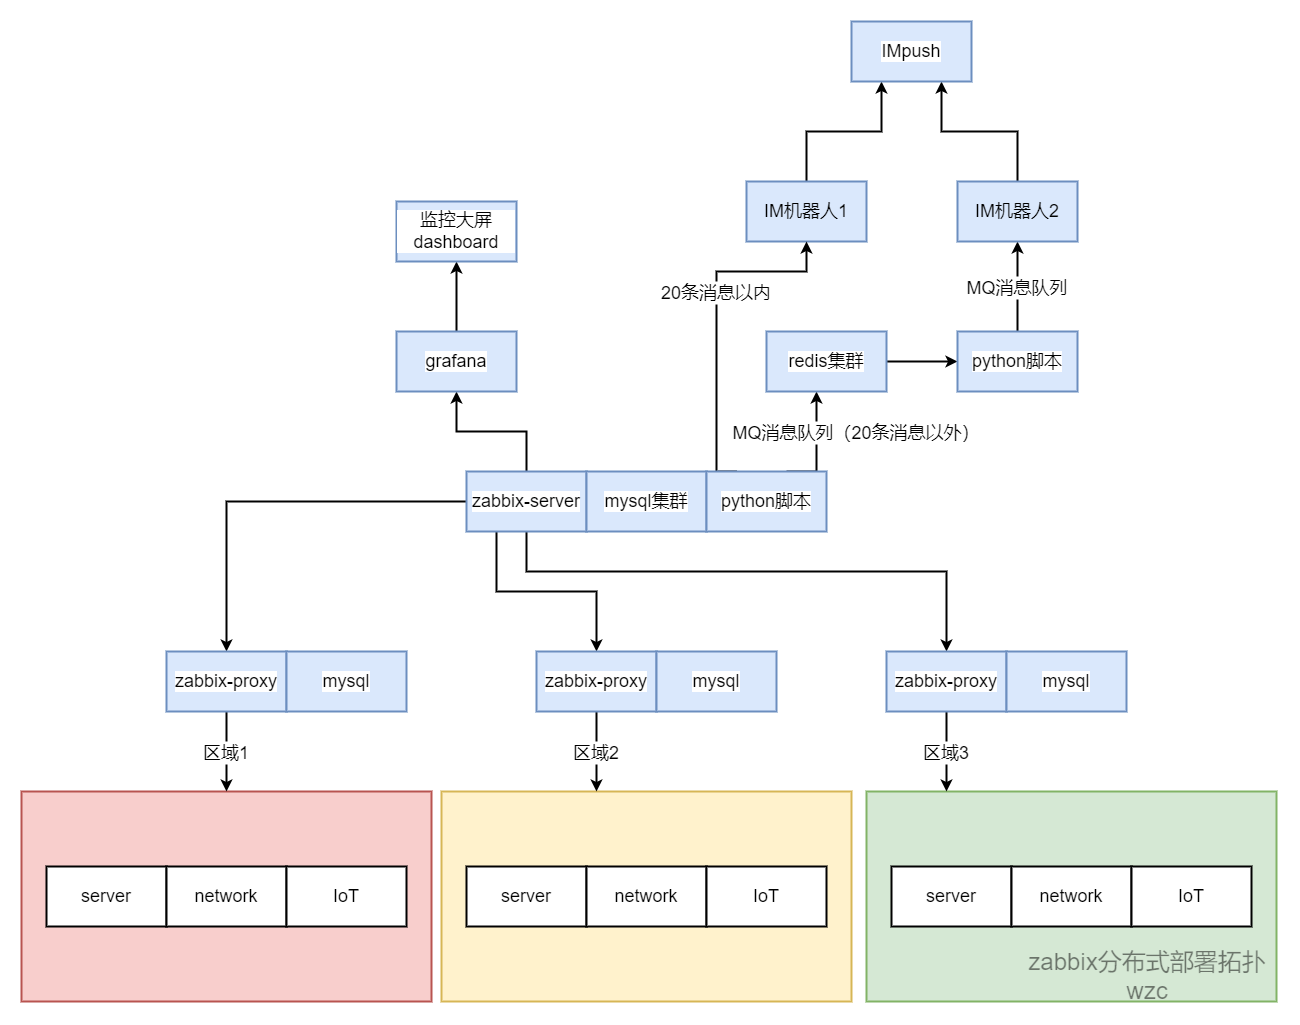 IMpush
IM机器人1
IM机器人2
监控大屏
dashboard
20条消息以内
MQ消息队列
grafana
redis集群
python脚本
MQ消息队列（20条消息以外）
zabbix-server
mysql集群
python脚本
zabbix-proxy
mysql
zabbix-proxy
mysql
zabbix-proxy
mysql
区域1
区域2
区域3
server
network
IoT
server
network
IoT
server
network
IoT
zabbix分布式部署拓扑
wzc